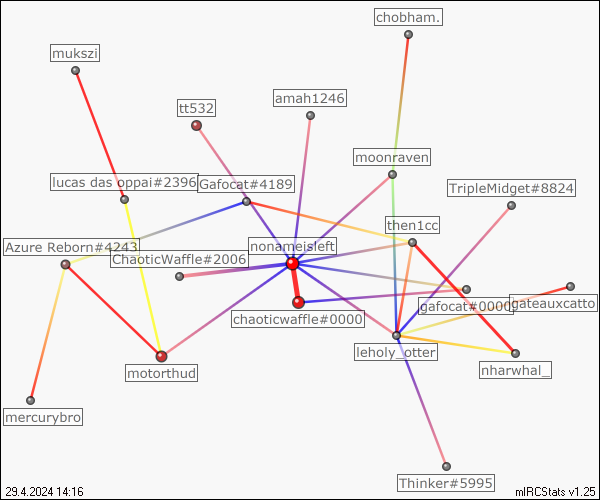 chobham.
mukszi
amah1246
tt532
moonraven
lucas das oppai#2396
Gafocat#4189
TripleMidget#8824
then1cc
Azure Reborn#4243
nonameisleft
ChaoticWaffle#2006
gafocat#0000
gateauxcatto
chaoticwaffle#0000
leholy_otter
motorthud
nharwhal_
mercurybro
Thinker#5995
29.4.2024 14:16
mIRCStats v1.25